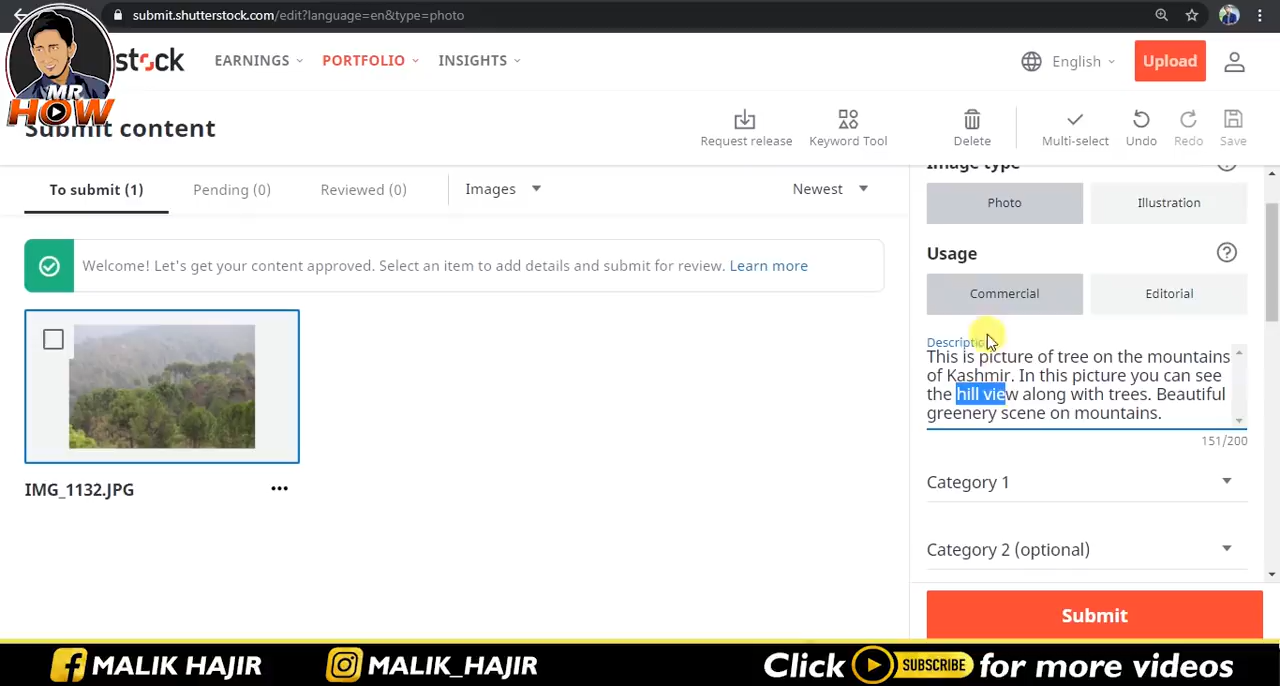 submit.shutterstock.com/edit?language=en&type=photo
MR
HOW
stock
EARNINGS
PORTFOLIO
INSIGHTS
English
Upload
Submit content
Request release
Keyword Tool
Delete
Multi-select
Undo
Redo
Save
To submit (1)
Pending (0)
Reviewed (0)
Images
Newest
Welcome! Let's get your content approved. Select an item to add details and submit for review. Learn more
IMG_1132.JPG
Image type
Photo
Illustration
Usage
Commercial
Editorial
Description
This is picture of tree on the mountains
of Kashmir. In this picture you can see
the hill view along with trees. Beautiful
greenery scene on mountains.
151/200
Category 1
Category 2 (optional)
Submit
MALIK HAJIR
MALIK_HAJIR
Click SUBSCRIBE for more videos